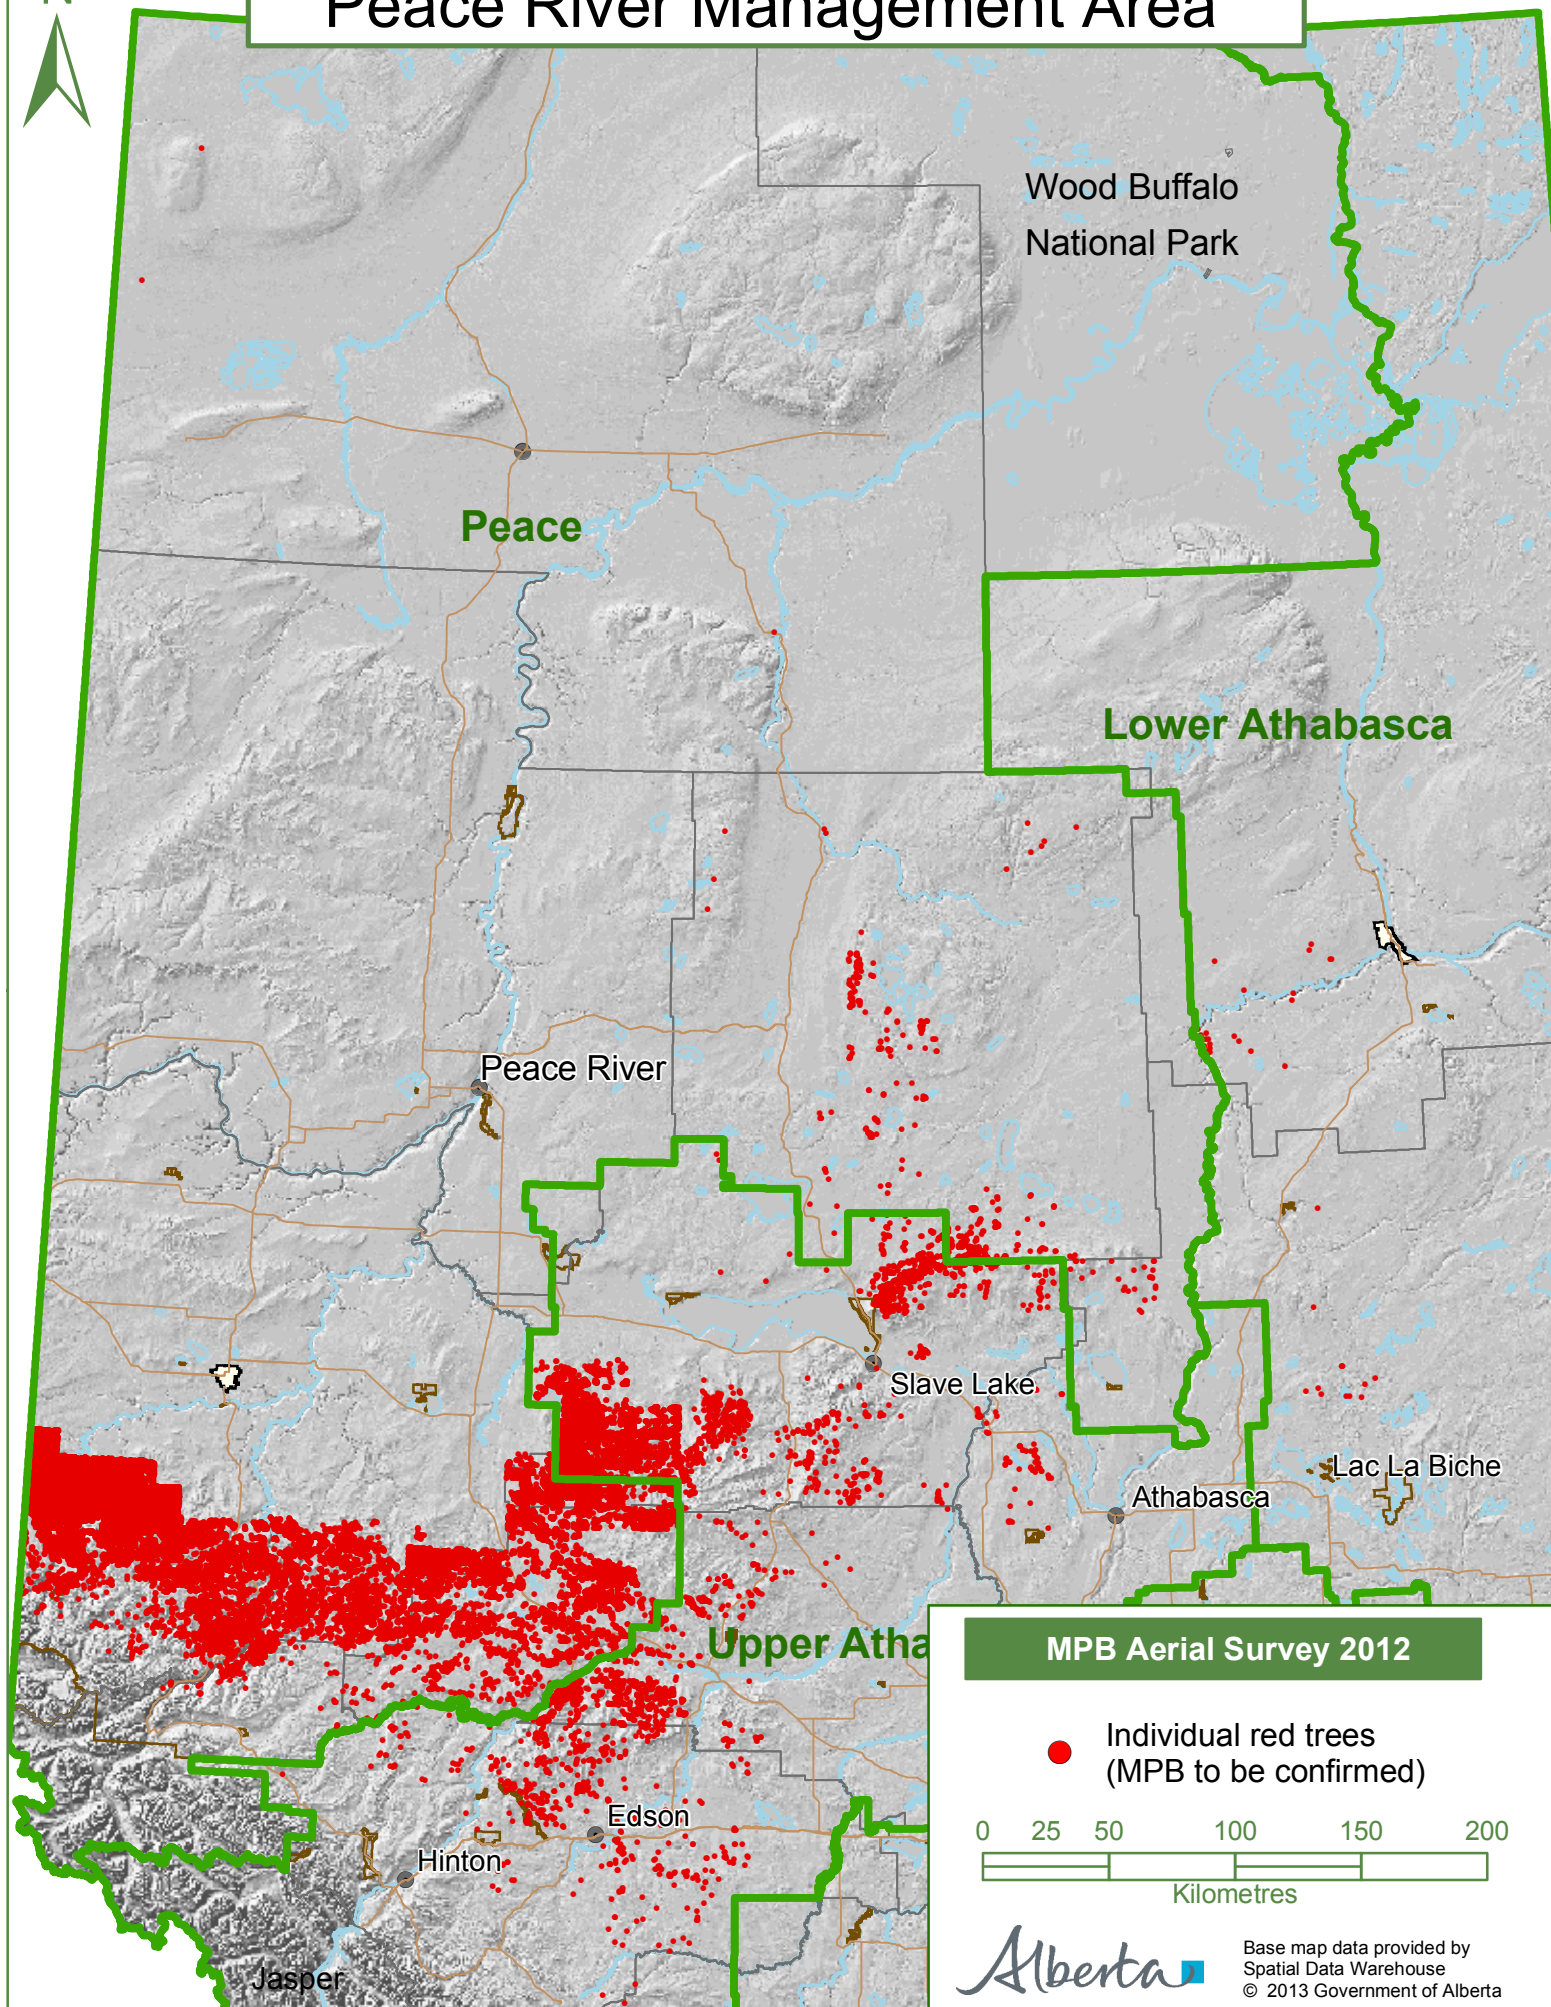 N
Peace River Management Area
Wood Buffalo
National Park
Peace
Lower Athabasca
Peace River
Slave Lake
Lac La Biche
Athabasca
Upper Atha
MPB Aerial Survey 2012
Individual red trees
(MPB to be confirmed)
Edson
0 25 50 100 150 200
Hinton
Kilometres
Jasper
Alberta
Base map data provided by
Spatial Data Warehouse
© 2013 Government of Alberta